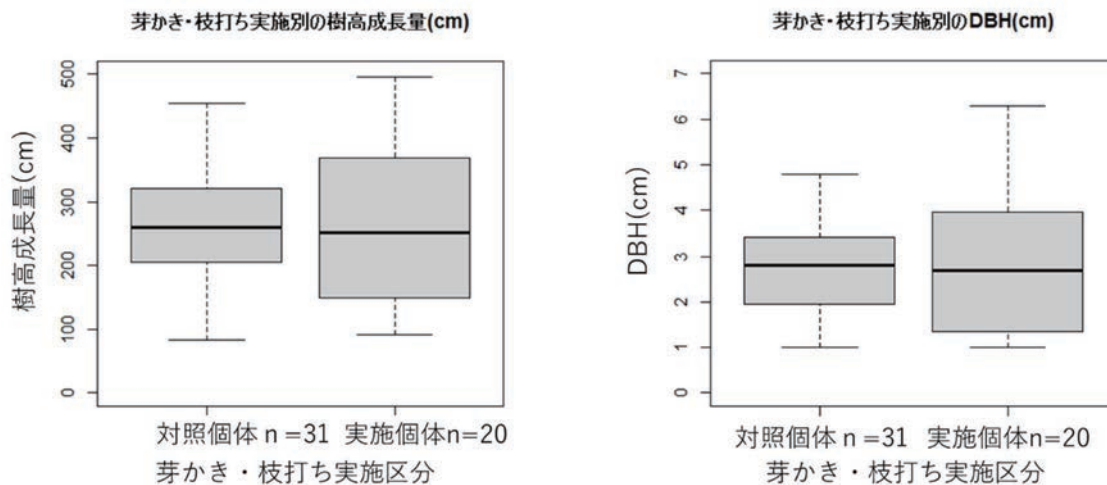 芽かき・枝打ち実施別の樹高成長量(cm)
樹高成長量(cm)
500
400
300
200
100
0
対照個体 n =31 実施個体n=20
芽かき・枝打ち実施区分
芽かき・枝打ち実施別のDBH(cm)
DBH(cm)
7
6
5
4
3
2
1
0
対照個体 n =31 実施個体n=20
芽かき・枝打ち実施区分